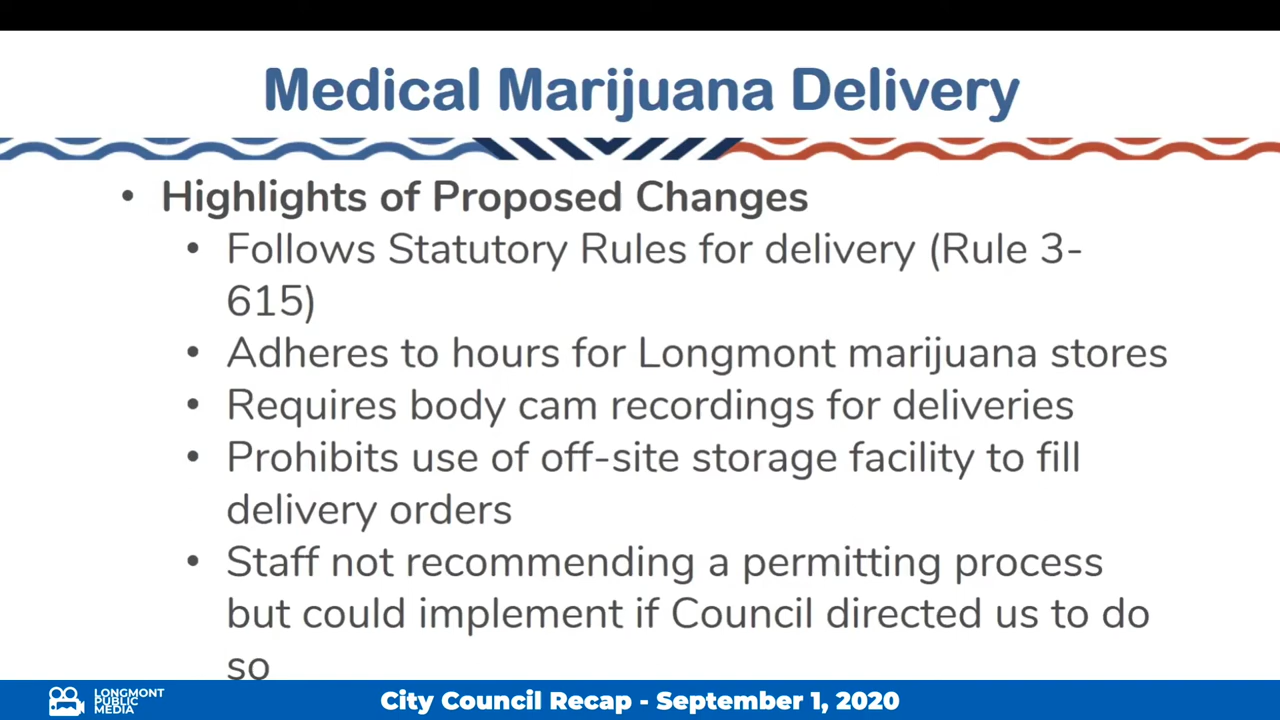 Medical Marijuana Delivery
• Highlights of Proposed Changes
• Follows Statutory Rules for delivery (Rule 3-
615)
• Adheres to hours for Longmont marijuana stores
• Requires body cam recordings for deliveries
• Prohibits use of off-site storage facility to fill
delivery orders
• Staff not recommending a permitting process
but could implement if Council directed us to do
so
LONGMONT
PUBLIC
MEDIA
City Council Recap - September 1, 2020